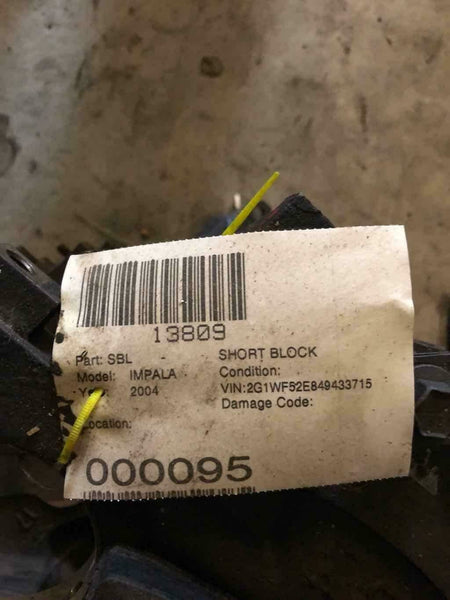 13809
Part: SBL SHORT BLOCK
Model: IMPALA Condition:
2004 VIN:2G1WF52E849433715
Damage Code:
Location:
000095